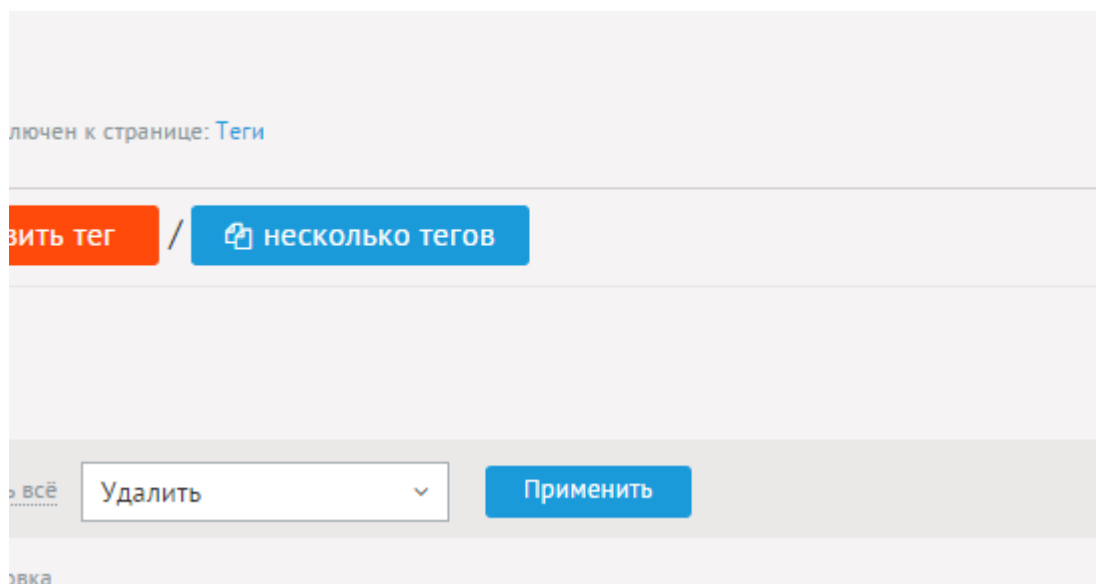 лючен к странице: Теги
вить тег / несколько тегов
ь всё Удалить Применить
овка